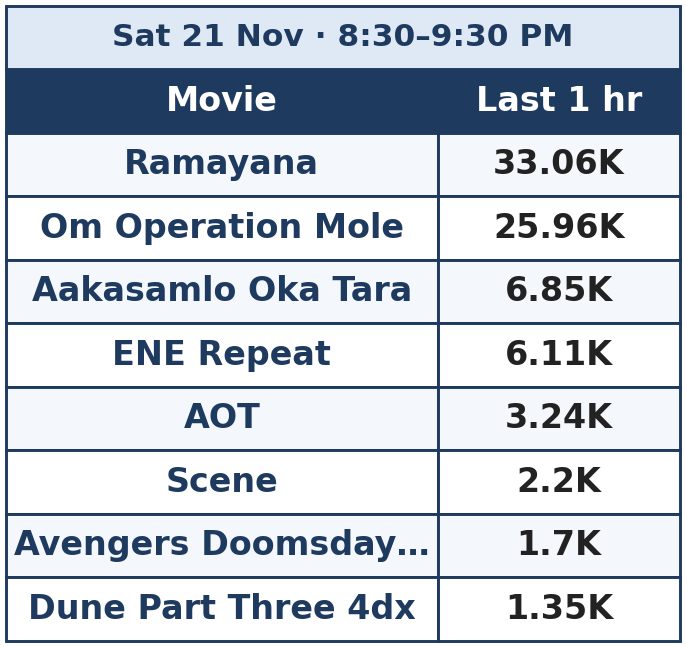 Sat 21 Nov · 8:30–9:30 PM
Movie Last 1 hr
Ramayana 33.06K
Om Operation Mole 25.96K
Aakasamlo Oka Tara 6.85K
ENE Repeat 6.11K
AOT 3.24K
Scene 2.2K
Avengers Doomsday... 1.7K
Dune Part Three 4dx 1.35K